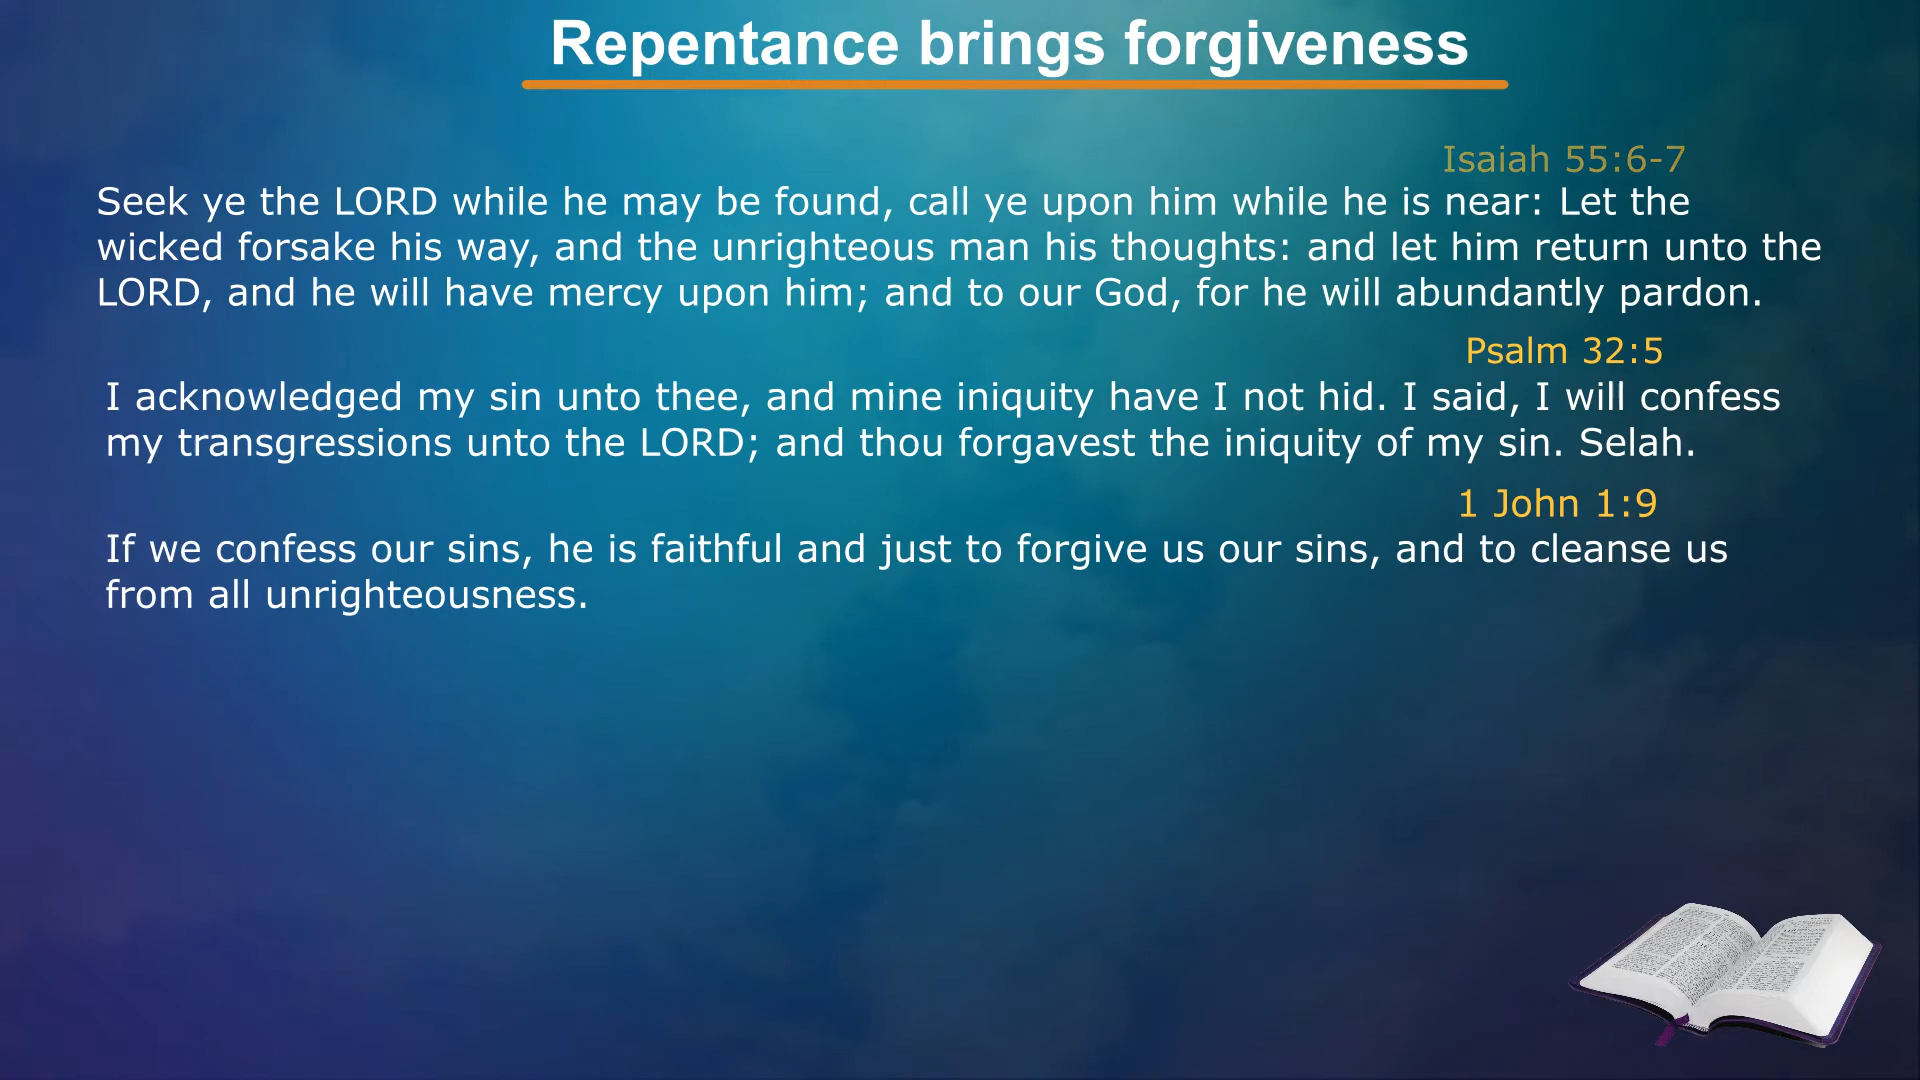 Repentance brings forgiveness
Isaiah 55:6-7
Seek ye the LORD while he may be found, call ye upon him while he is near: Let the
wicked forsake his way, and the unrighteous man his thoughts: and let him return unto the
LORD, and he will have mercy upon him; and to our God, for he will abundantly pardon.
Psalm 32:5
I acknowledged my sin unto thee, and mine iniquity have I not hid. I said, I will confess
my transgressions unto the LORD; and thou forgavest the iniquity of my sin. Selah.
1 John 1:9
If we confess our sins, he is faithful and just to forgive us our sins, and to cleanse us
from all unrighteousness.